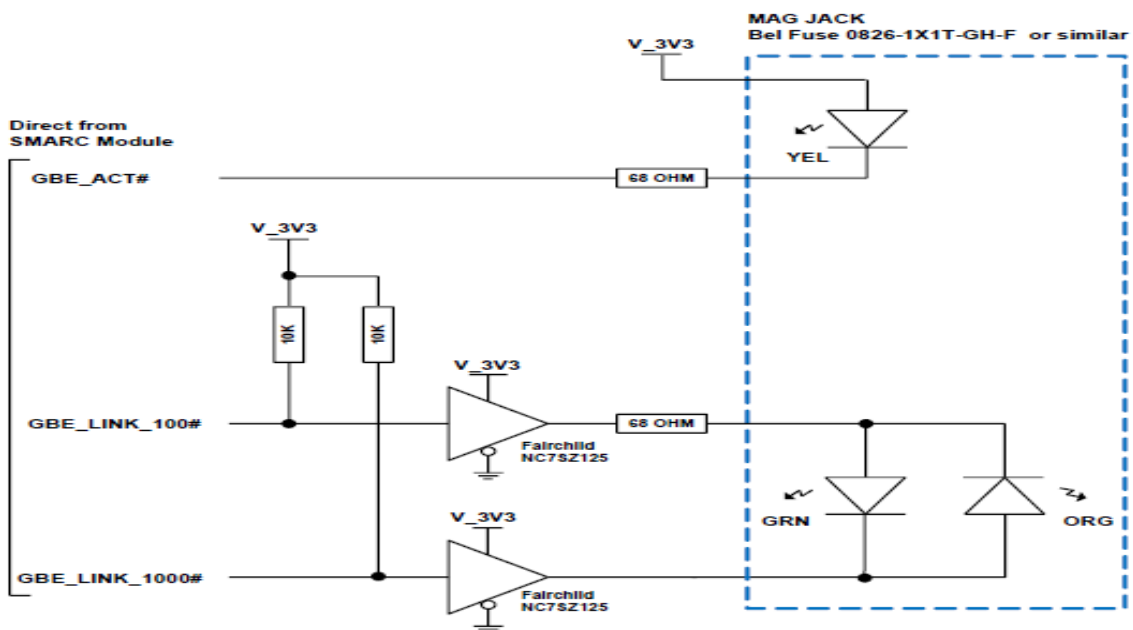 MAG JACK
Bel Fuse 0826-1X1T-GH-F or similar
V_3V3
Direct from
SMARC Module
YEL
GBE_ACT#
68 OHM
V_3V3
10K
10K
V_3V3
GBE_LINK_100#
68 OHM
Fairchild
NC7SZ125
V_3V3
GRN
ORG
GBE_LINK_1000#
Fairchild
NC7SZ125